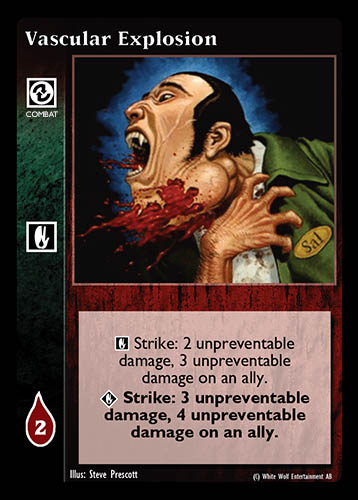 Vascular Explosion
COMBAT
Sal
Strike: 2 unpreventable
damage, 3 unpreventable
damage on an ally.
Strike: 3 unpreventable
damage, 4 unpreventable
damage on an ally.
2
Illus: Steve Prescott
(C) White Wolf Entertainment AB